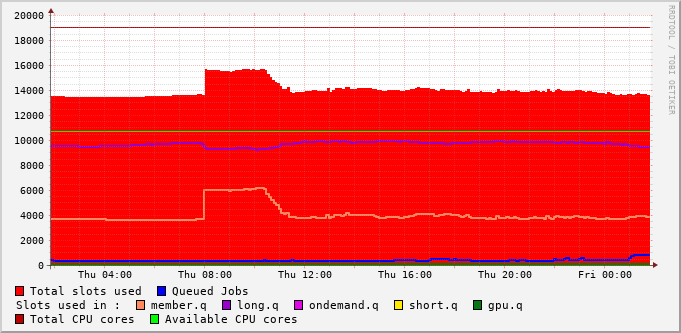 20000
18000
16000
14000
12000
10000
8000
6000
4000
2000
0
Thu 04:00 Thu 08:00 Thu 12:00 Thu 16:00 Thu 20:00 Fri 00:00
Total slots used Queued Jobs
Slots used in : member.q long.q ondemand.q short.q gpu.q
Total CPU cores Available CPU cores
RRDTOOL / TOBI OETIKER